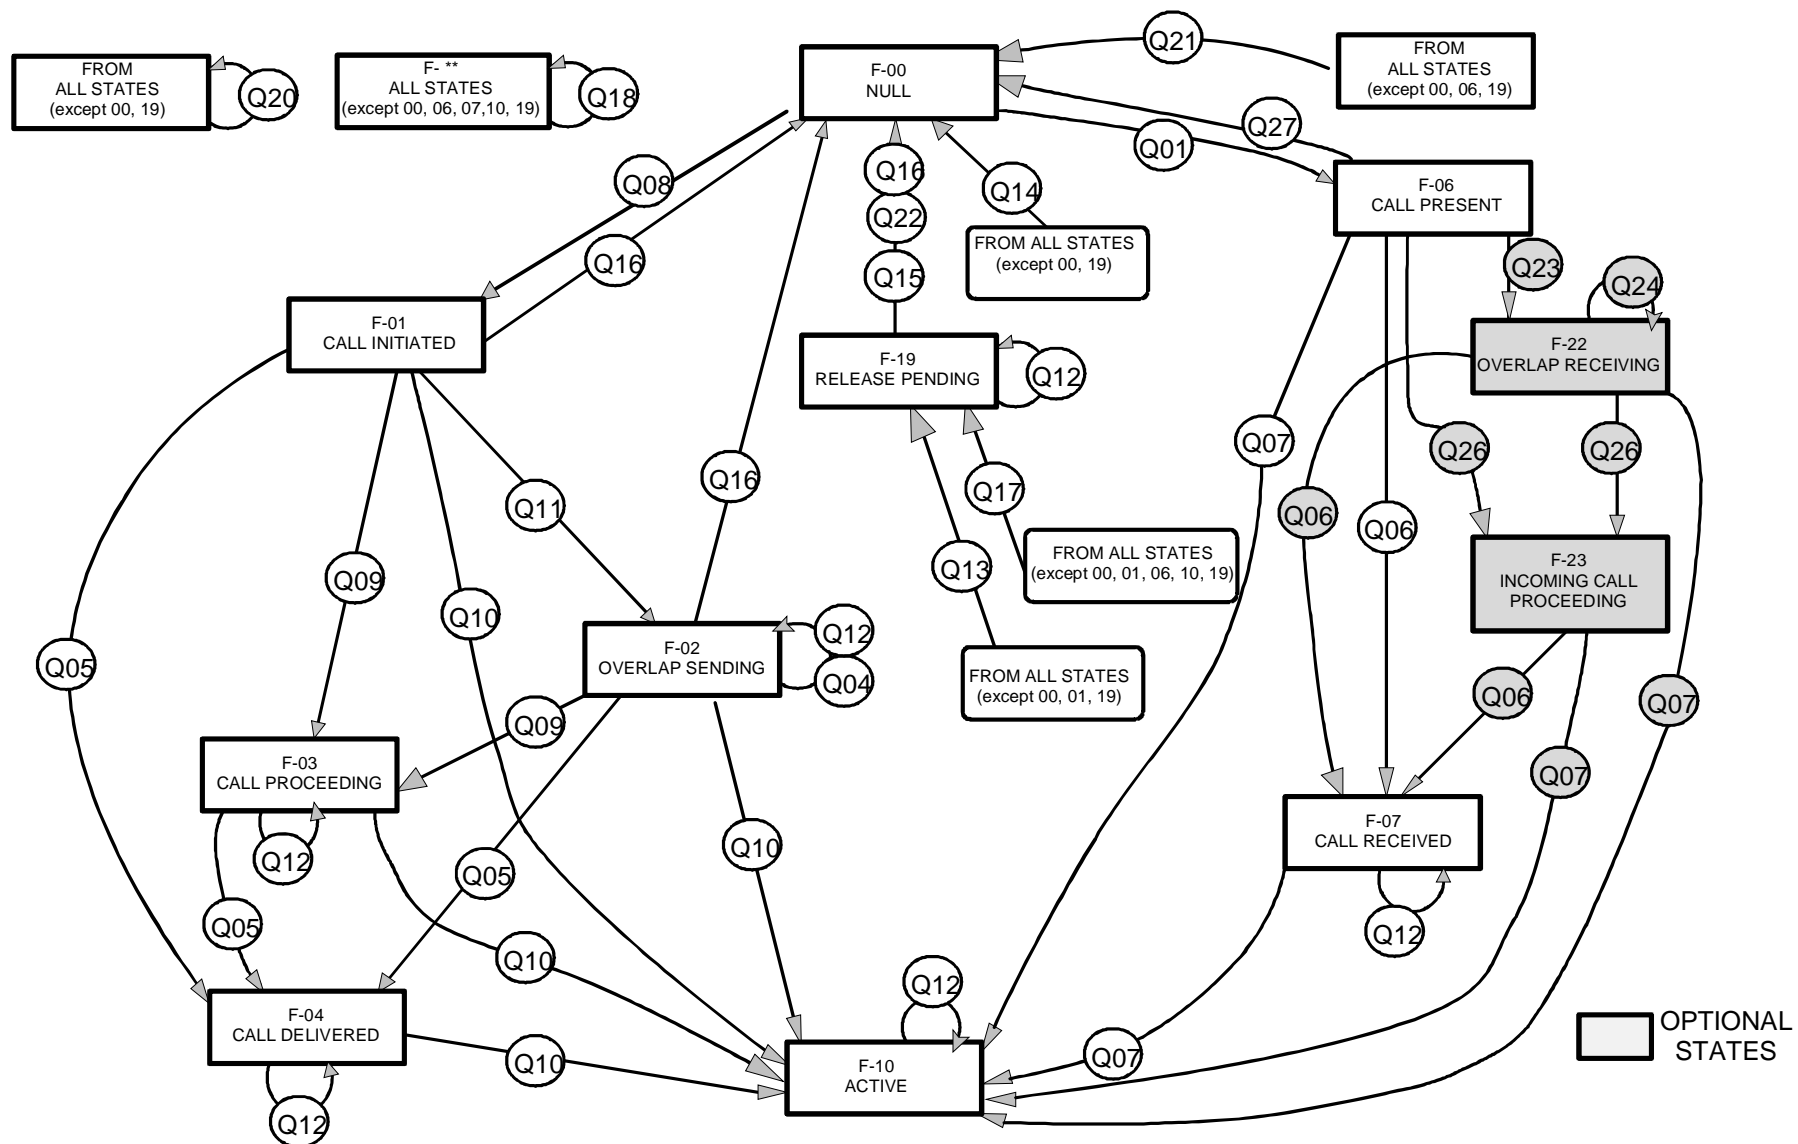 Q21
FROM
ALL STATES
(except 00, 19)
Q20
F- **
ALL STATES
(except 00, 06, 07,10, 19)
Q18
F-00
NULL
FROM
ALL STATES
(except 00, 06, 19)
Q27
Q01
Q08
Q16
Q16
Q22
Q15
Q14
FROM ALL STATES
(except 00, 19)
F-06
CALL PRESENT
Q23
Q24
F-01
CALL INITIATED
F-19
RELEASE PENDING
Q12
F-22
OVERLAP RECEIVING
Q07
Q26
Q26
Q16
Q11
Q17
Q06
Q06
Q09
Q10
Q13
FROM ALL STATES
(except 00, 01, 06, 10, 19)
F-23
INCOMING CALL
PROCEEDING
Q05
F-02
OVERLAP SENDING
Q12
Q04
FROM ALL STATES
(except 00, 01, 19)
Q06
Q07
Q09
F-03
CALL PROCEEDING
Q07
Q12
Q05
Q10
F-07
CALL RECEIVED
Q05
Q10
Q12
Q12
F-04
CALL DELIVERED
Q10
Q12
F-10
ACTIVE
Q07
OPTIONAL
STATES